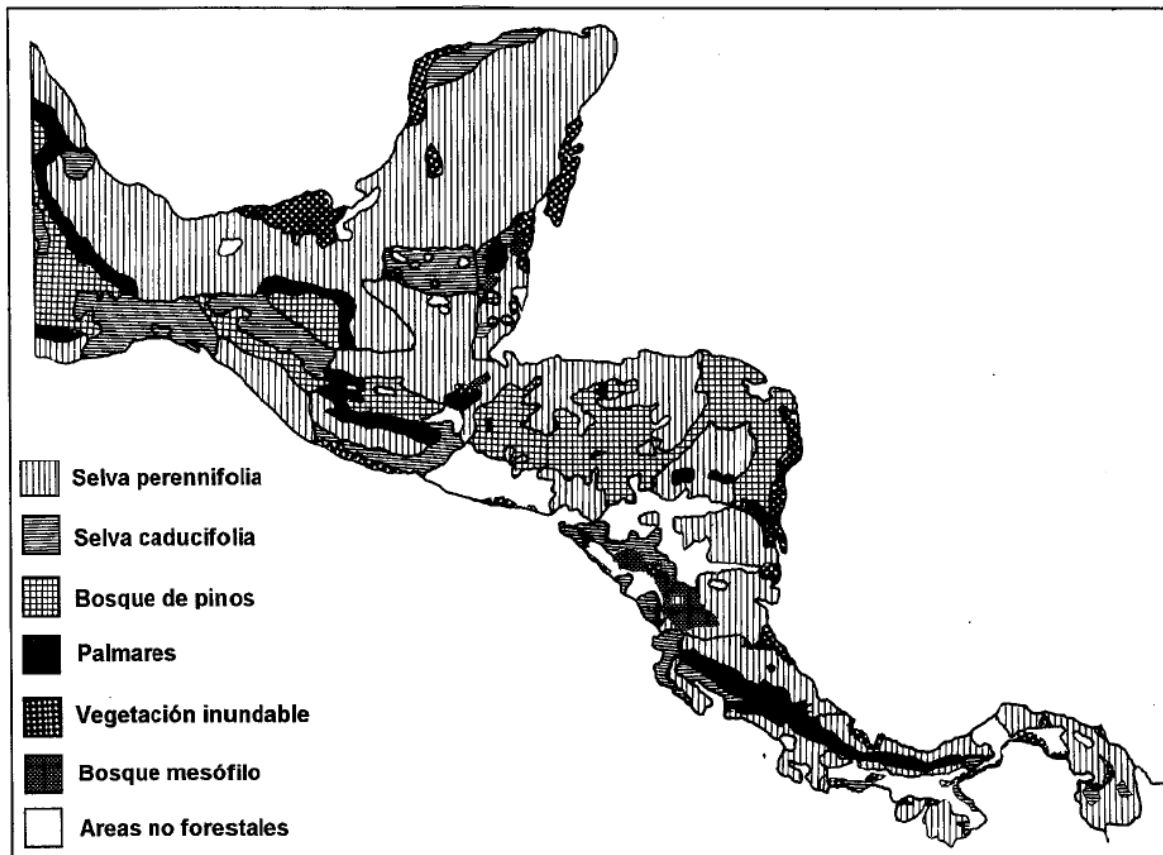 Selva perennifolia
Selva caducifolia
Bosque de pinos
Palmares
Vegetación inundable
Bosque mesófilo
Areas no forestales